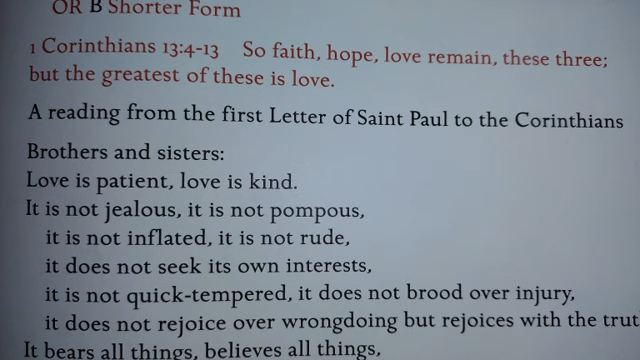 OR B Shorter Form
1 Corinthians 13:4-13 So faith, hope, love remain, these three;
but the greatest of these is love.
A reading from the first Letter of Saint Paul to the Corinthians
Brothers and sisters:
Love is patient, love is kind.
It is not jealous, it is not pompous,
it is not inflated, it is not rude,
it does not seek its own interests,
it is not quick-tempered, it does not brood over injury,
it does not rejoice over wrongdoing but rejoices with the trut
It bears all things, believes all things,